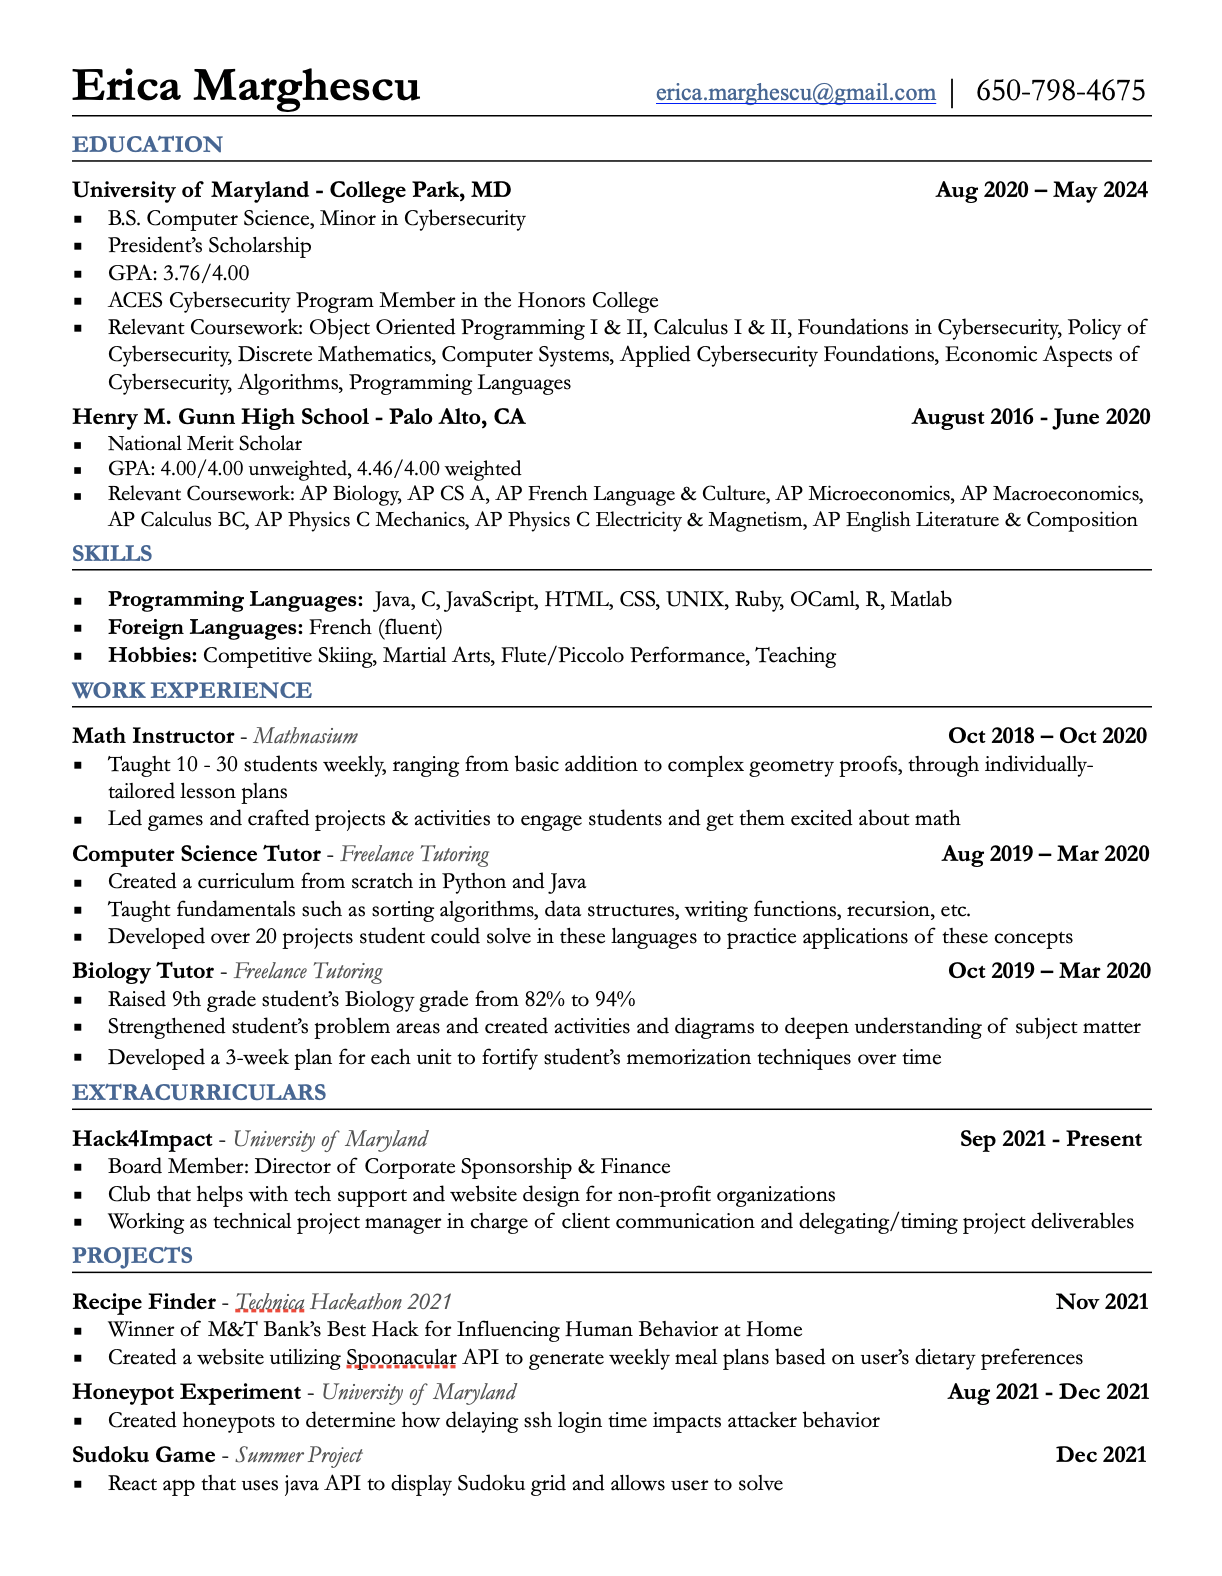 Erica Marghescu erica.marghescu@gmail.com | 650-798-4675
EDUCATION
University of Maryland - College Park, MD Aug 2020 – May 2024
▪ B.S. Computer Science, Minor in Cybersecurity
▪ President’s Scholarship
▪ GPA: 3.76/4.00
▪ ACES Cybersecurity Program Member in the Honors College
▪ Relevant Coursework: Object Oriented Programming I & II, Calculus I & II, Foundations in Cybersecurity, Policy of
Cybersecurity, Discrete Mathematics, Computer Systems, Applied Cybersecurity Foundations, Economic Aspects of
Cybersecurity, Algorithms, Programming Languages
Henry M. Gunn High School - Palo Alto, CA August 2016 - June 2020
▪ National Merit Scholar
▪ GPA: 4.00/4.00 unweighted, 4.46/4.00 weighted
▪ Relevant Coursework: AP Biology, AP CS A, AP French Language & Culture, AP Microeconomics, AP Macroeconomics,
AP Calculus BC, AP Physics C Mechanics, AP Physics C Electricity & Magnetism, AP English Literature & Composition
SKILLS
▪ Programming Languages: Java, C, JavaScript, HTML, CSS, UNIX, Ruby, OCaml, R, Matlab
▪ Foreign Languages: French (fluent)
▪ Hobbies: Competitive Skiing, Martial Arts, Flute/Piccolo Performance, Teaching
WORK EXPERIENCE
Math Instructor - Mathnasium Oct 2018 – Oct 2020
▪ Taught 10 - 30 students weekly, ranging from basic addition to complex geometry proofs, through individually-
tailored lesson plans
▪ Led games and crafted projects & activities to engage students and get them excited about math
Computer Science Tutor - Freelance Tutoring Aug 2019 – Mar 2020
▪ Created a curriculum from scratch in Python and Java
▪ Taught fundamentals such as sorting algorithms, data structures, writing functions, recursion, etc.
▪ Developed over 20 projects student could solve in these languages to practice applications of these concepts
Biology Tutor - Freelance Tutoring Oct 2019 – Mar 2020
▪ Raised 9th grade student’s Biology grade from 82% to 94%
▪ Strengthened student’s problem areas and created activities and diagrams to deepen understanding of subject matter
▪ Developed a 3-week plan for each unit to fortify student’s memorization techniques over time
EXTRACURRICULARS
Hack4Impact - University of Maryland Sep 2021 - Present
▪ Board Member: Director of Corporate Sponsorship & Finance
▪ Club that helps with tech support and website design for non-profit organizations
▪ Working as technical project manager in charge of client communication and delegating/timing project deliverables
PROJECTS
Recipe Finder - Technica Hackathon 2021 Nov 2021
▪ Winner of M&T Bank’s Best Hack for Influencing Human Behavior at Home
▪ Created a website utilizing Spoonacular API to generate weekly meal plans based on user’s dietary preferences
Honeypot Experiment - University of Maryland Aug 2021 - Dec 2021
▪ Created honeypots to determine how delaying ssh login time impacts attacker behavior
Sudoku Game - Summer Project Dec 2021
▪ React app that uses java API to display Sudoku grid and allows user to solve